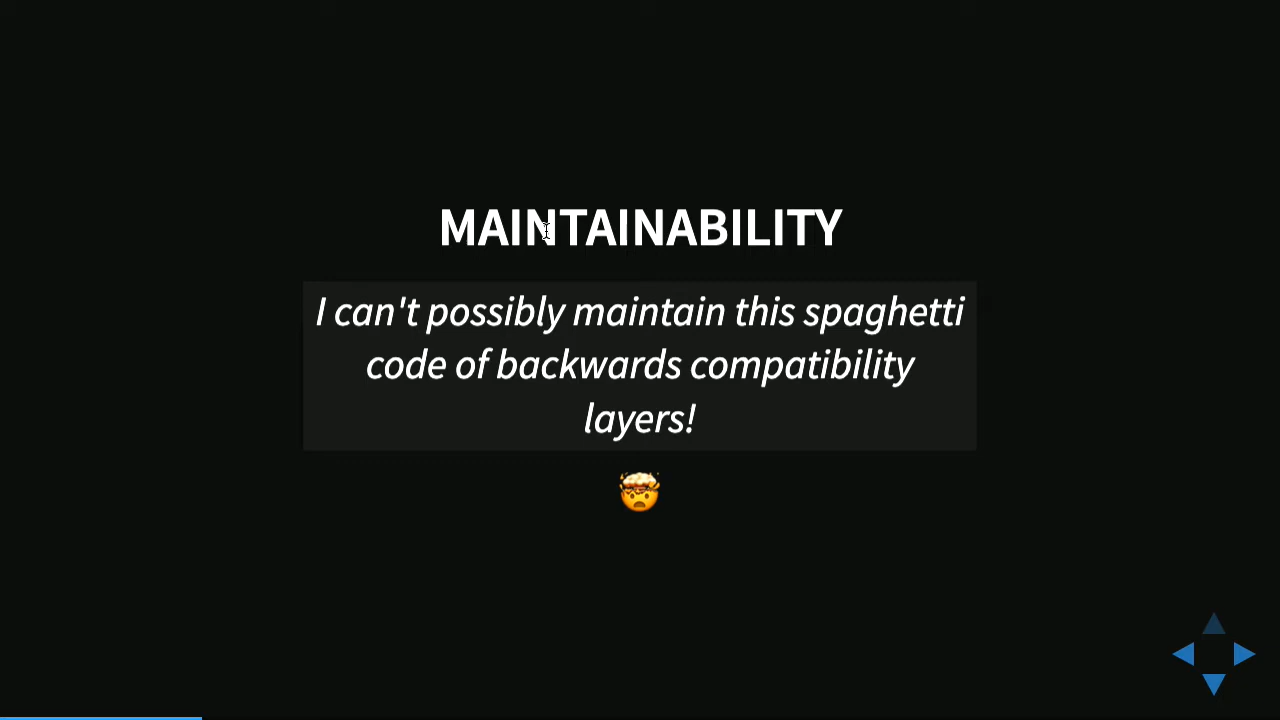 MAINTAINABILITY
I can't possibly maintain this spaghetti
code of backwards compatibility
layers!